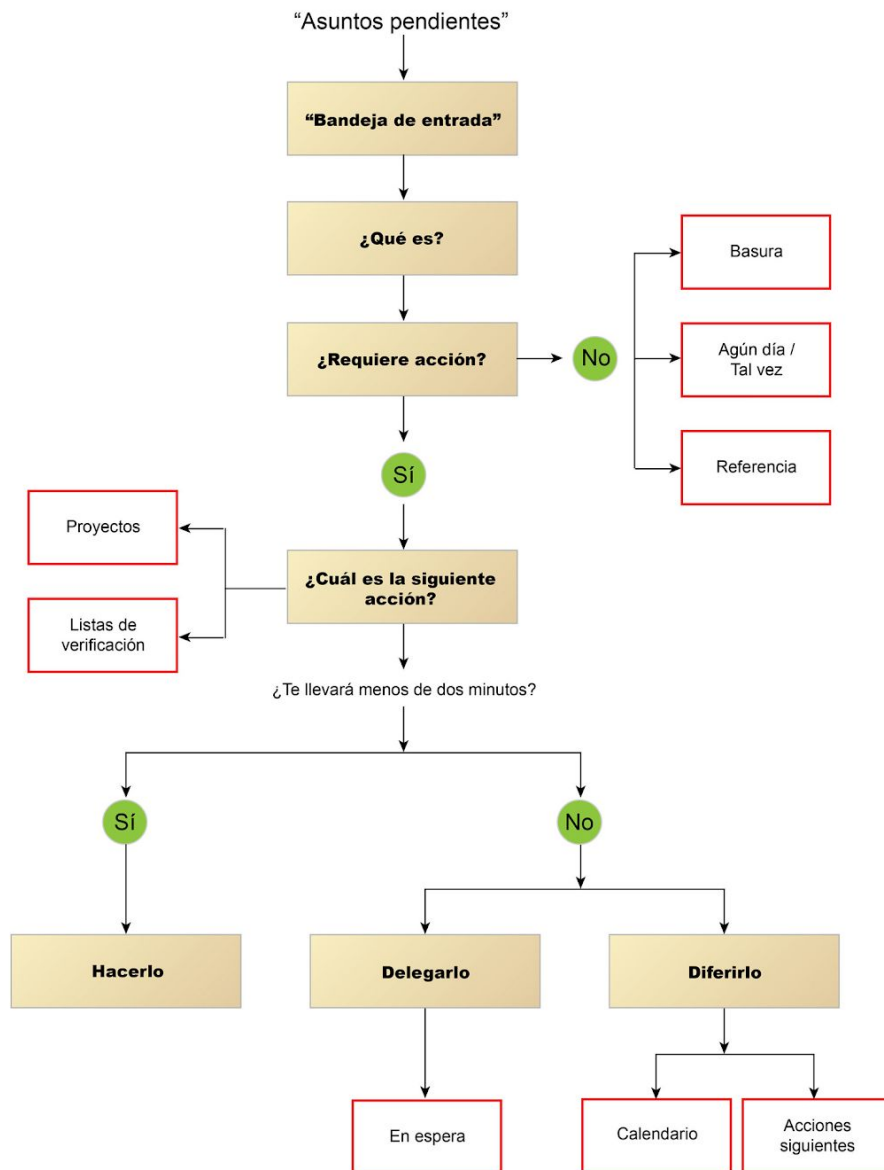 “Asuntos pendientes”
“Bandeja de entrada”
¿Qué es?
¿Requiere acción?
No
Basura
Agún día /
Tal vez
Referencia
Sí
¿Cuál es la siguiente
acción?
Proyectos
Listas de
verificación
¿Te llevará menos de dos minutos?
Sí
No
Hacerlo
Delegarlo
Diferirlo
En espera
Calendario
Acciones
siguientes